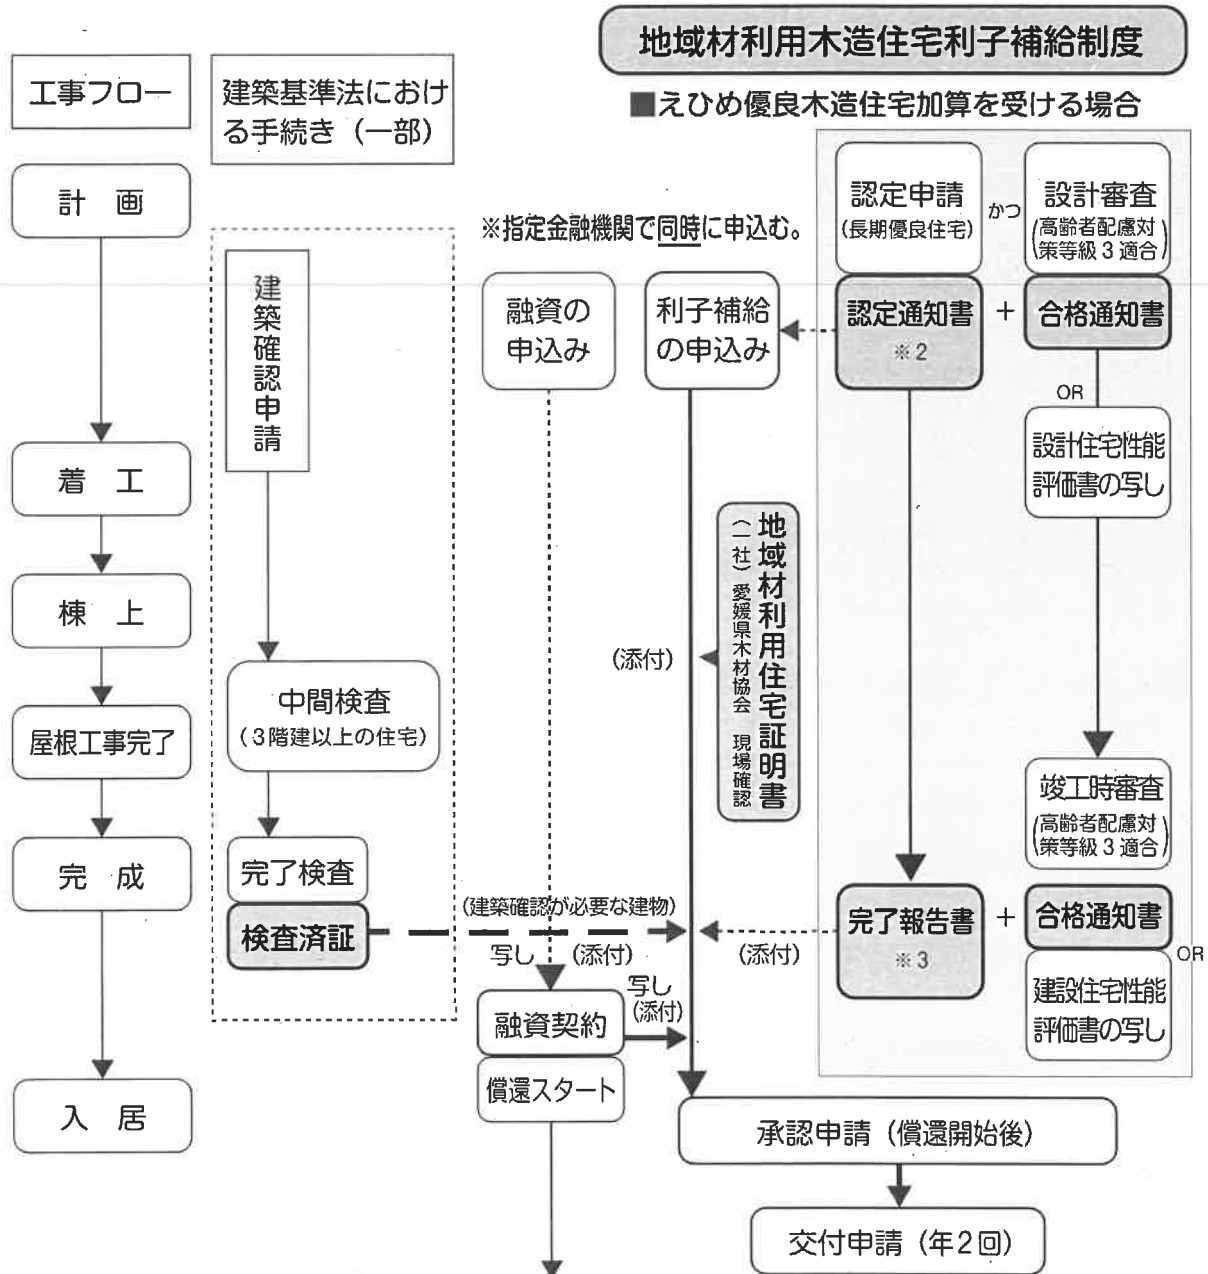 地域材利用木造住宅利子補給制度
■えひめ優良木造住宅加算を受ける場合
工事フロー
建築基準法におけ
る手続き（一部）
計　画
着　工
棟　上
屋根工事完了
完　成
入　居
建築確認申請
中間検査
（3階建以上の住宅）
完了検査
検査済証
※指定金融機関で同時に申込む。
融資の
申込み
利子補給
の申込み
認定申請
（長期優良住宅）
かつ
設計審査
（高齢者配慮対
策等級3適合）
認定通知書
※2
+
合格通知書
OR
設計住宅性能
評価書の写し
地域材利用住宅証明書
（一社）愛媛県木材協会　現場確認
（添付）
竣工時審査
（高齢者配慮対
策等級3適合）
（建築確認が必要な建物）
写し
（添付）
（添付）
完了報告書
※3
+
合格通知書
OR
建設住宅性能
評価書の写し
融資契約
写し
（添付）
償還スタート
承認申請（償還開始後）
交付申請（年2回）